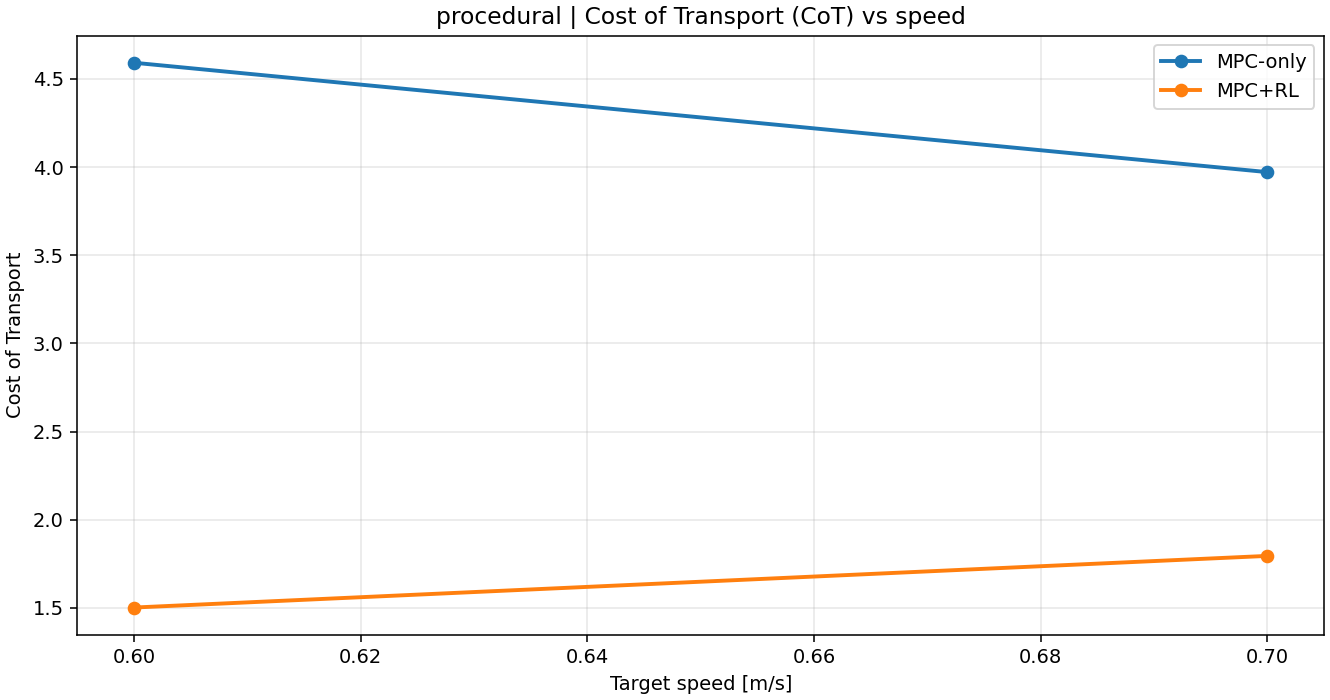 procedural | Cost of Transport (CoT) vs speed
MPC-only
MPC+RL
Cost of Transport
4.5
4.0
3.5
3.0
2.5
2.0
1.5
0.60
0.62
0.64
0.66
0.68
0.70
Target speed [m/s]